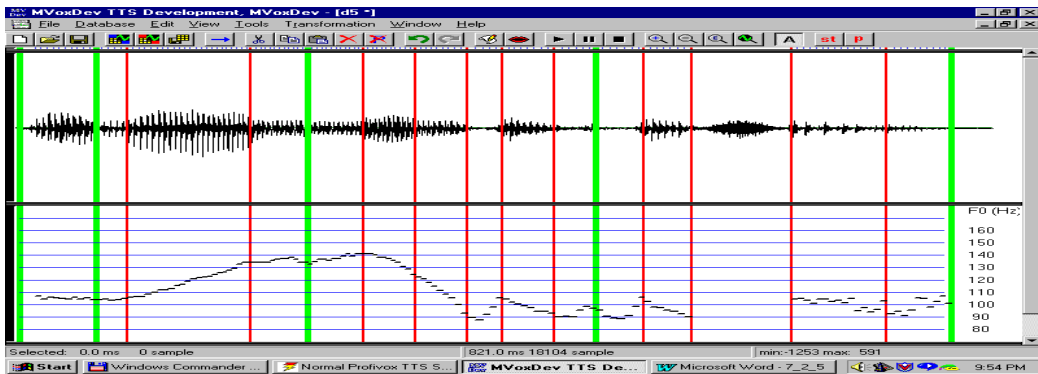 MVoxDev TTS Development, MVoxDev - [d5 *]
File Database Edit View Tools Transformation Window Help
A st p
F0 (Hz)
160
150
140
130
120
110
100
90
80
Selected: 0.0 ms 0 sample 821.0 ms 18104 sample min:-1253 max: 591
Start Windows Commander ... Normal Profivox TTS S... MVoxDev TTS De... Microsoft Word - 7_2_5 9:54 PM